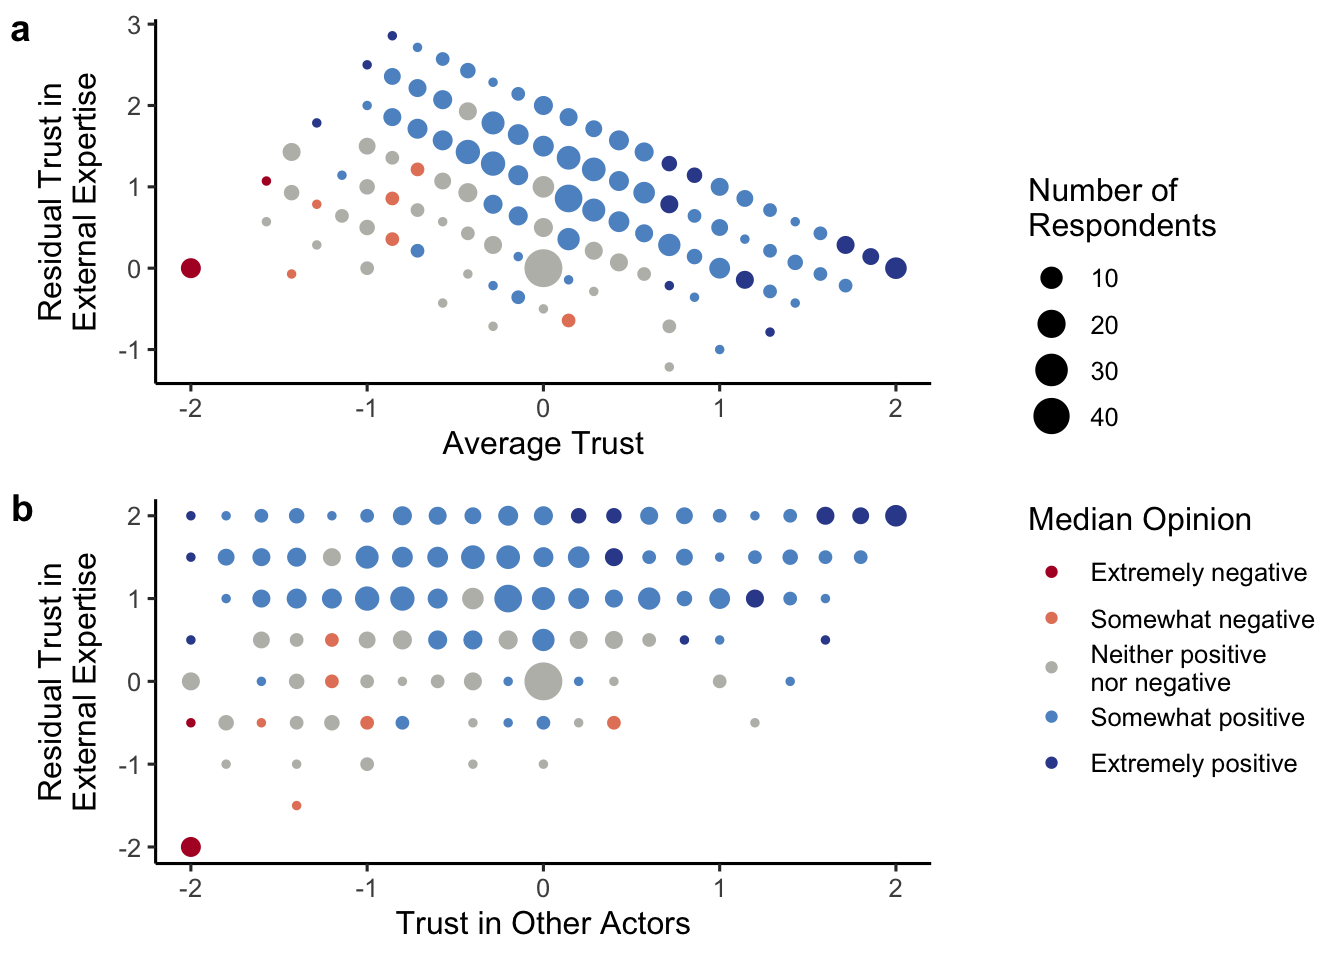 a
Residual Trust in
External Expertise
3
2
1
0
-1
-2
-1
0
1
2
Average Trust
Number of
Respondents
10
20
30
40
b
Residual Trust in
External Expertise
2
1
0
-1
-2
-2
-1
0
1
2
Trust in Other Actors
Median Opinion
Extremely negative
Somewhat negative
Neither positive
nor negative
Somewhat positive
Extremely positive